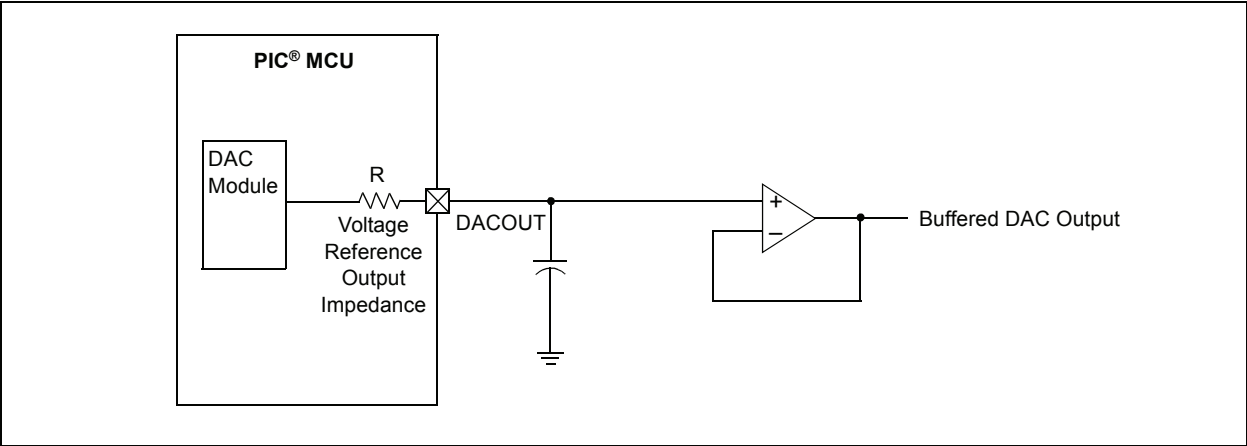 PIC® MCU
DAC
Module
R
Voltage
Reference
Output
Impedance
DACOUT
+
–
Buffered DAC Output